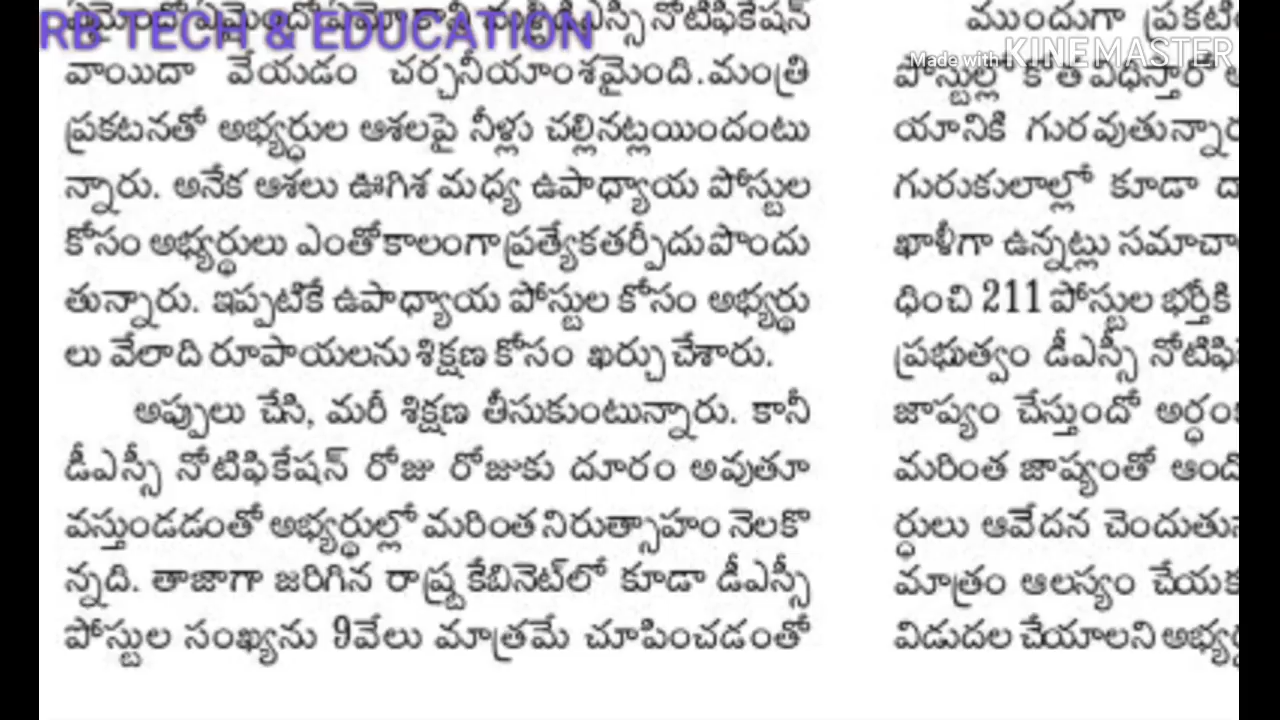 RB TECH & EDUCATION
Made with KINEMASTER
నోటిఫికేషన్
వాయిదా వేయడం చర్చనీయాంశమైంది. మంత్రి
ప్రకటనతో అభ్యర్ధుల ఆశలపై నీళ్లు చల్లినట్లయిందంటు
న్నారు. అనేక ఆశలు ఊగిశ మధ్య ఉపాధ్యాయ పోస్టుల
కోసం అభ్యర్థులు ఎంతోకాలంగా ప్రత్యేకతర్ఫీదు పొందు
తున్నారు. ఇప్పటికే ఉపాధ్యాయ పోస్టుల కోసం అభ్యర్థు
లు వేలాది రూపాయలను శిక్షణ కోసం ఖర్చు చేశారు.
అప్పులు చేసి, మరీ శిక్షణ తీసుకుంటున్నారు. కానీ
డీఎస్సీ నోటిఫికేషన్ రోజు రోజుకు దూరం అవుతూ
వస్తుండడంతో అభ్యర్థుల్లో మరింత నిరుత్సాహం నెలకొ
న్నది. తాజాగా జరిగిన రాష్ట్ర కేబినెట్‌లో కూడా డీఎస్సీ
పోస్టుల సంఖ్యను 9వేలు మాత్రమే చూపించడంతో
ముందుగా
పోస్టుల్లో
యానికి గురవుతున్నార
గురుకులాల్లో కూడా
ఖాళీగా ఉన్నట్లు సమాచా
ధించి 211 పోస్టుల భర్తీకి
ప్రభుత్వం డీఎస్సీ నోటిఫి
జాప్యం చేస్తుందో
మరింత జాప్యంతో
ర్ధులు ఆవేదన చెందుతు
మాత్రం ఆలస్యం చేయక
విడుదల చేయాలని